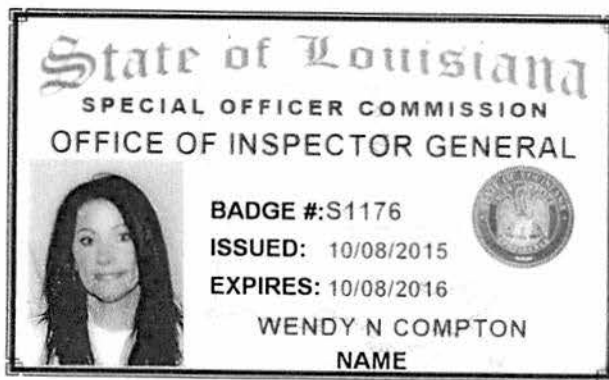 State of Louisiana
SPECIAL OFFICER COMMISSION
OFFICE OF INSPECTOR GENERAL
BADGE #:S1176
ISSUED: 10/08/2015
EXPIRES: 10/08/2016
WENDY N COMPTON
NAME